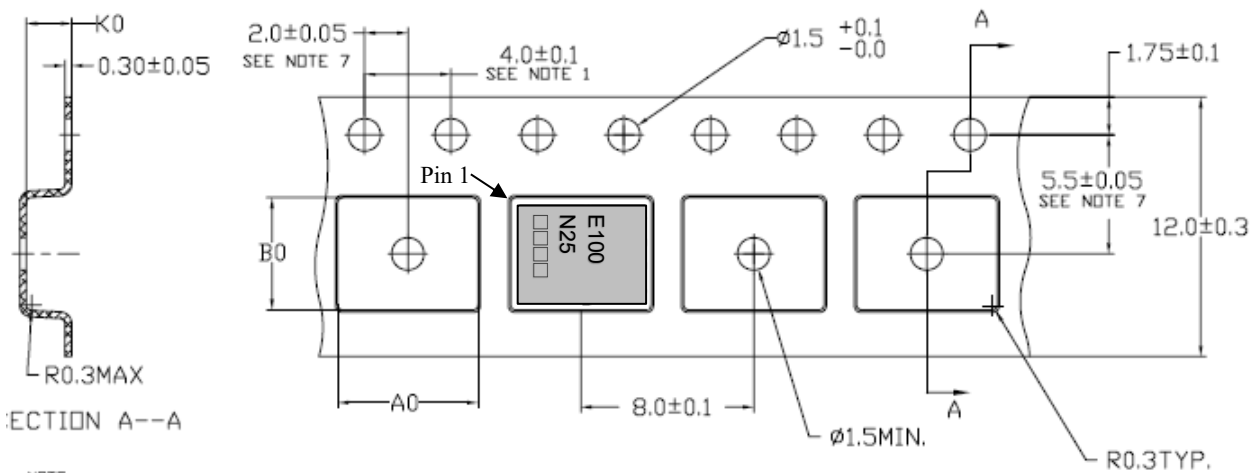 K0
0.30±0.05
2.0±0.05
SEE NOTE 7
4.0±0.1
SEE NOTE 1
ø1.5 +0.1
-0.0
A
1.75±0.1
Pin 1
B0
E100
N25
□□□□
5.5±0.05
SEE NOTE 7
12.0±0.3
R0.3MAX
A0
8.0±0.1
A
ø1.5MIN.
R0.3TYP.
ECTION A--A